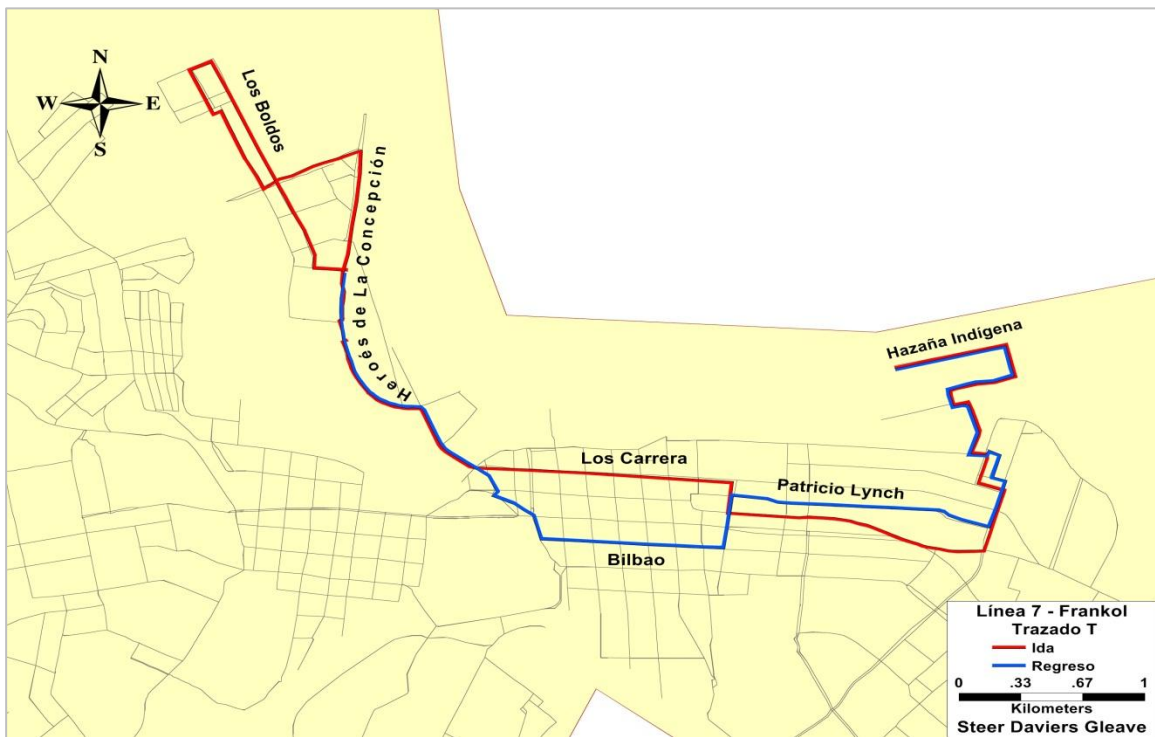 N
W E
S
Los Boldos
Heroés de La Concepción
Hazaña Indígena
Los Carrera
Patricio Lynch
Bilbao
Línea 7 - Frankol
Trazado T
Ida
Regreso
0 .33 .67 1
Kilometers
Steer Daviers Gleave